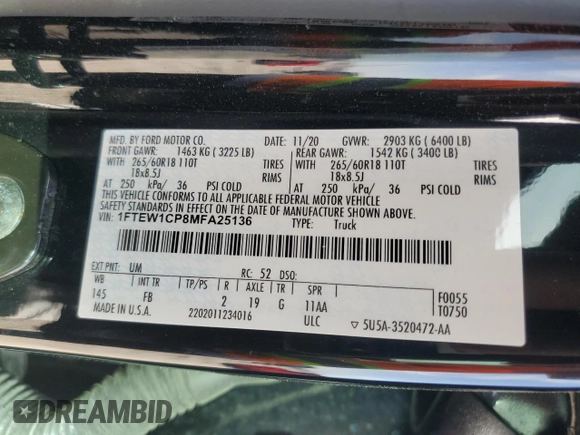 MFD. BY FORD MOTOR CO. 11/20 GVWR: 2903 KG ( 6400 LB)
FRONT GAWR: 1463 KG ( 3225 LB) REAR GAWR: 1542 KG ( 3400 LB)
WITH 265/60R18 110T TIRES WITH 265/60R18 110T TIRES
18x8.5J RIMS 18x8.5J RIMS
AT 250 kPa/ 36 PSI COLD AT 250 kPa/ 36 PSI COLD
THIS VEHICLE CONFORMS TO ALL APPLICABLE FEDERAL MOTOR VEHICLE
SAFETY STANDARDS IN EFFECT ON THE DATE OF MANUFACTURE SHOWN ABOVE.
VIN: 1FTEW1CP8MFA25136 TYPE: Truck
EXT PNT: UM RC: 52 DSO:
WB INT TR TP/PS R AXLE TR SPR F0055
145 FB 2 19 G 11AA T0750
MADE IN U.S.A. 2202011234016 ULC ▽ 5U5A-3520472-AA
DREAMBID